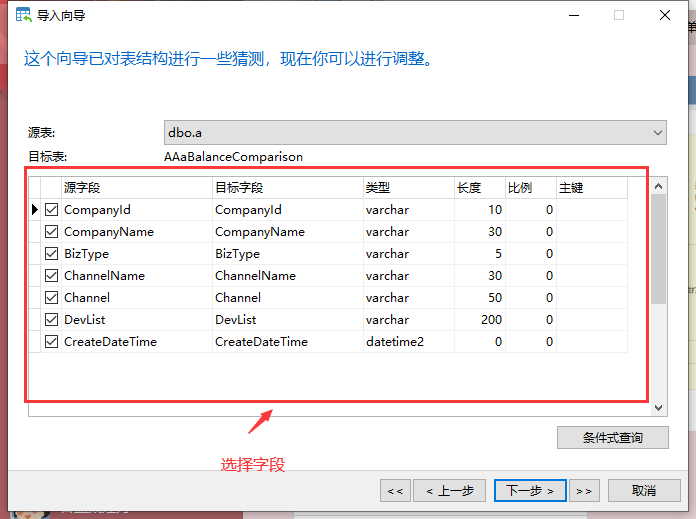 导入向导
这个向导已对表结构进行一些猜测，现在你可以进行调整。
源表: dbo.a
目标表: AAaBalanceComparison
源字段 目标字段 类型 长度 比例 主键
CompanyId CompanyId varchar 10 0
CompanyName CompanyName varchar 30 0
BizType BizType varchar 5 0
ChannelName ChannelName varchar 30 0
Channel Channel varchar 50 0
DevList DevList varchar 200 0
CreateDateTime CreateDateTime datetime2 0 0
条件式查询
选择字段
<< < 上一步 下一步 > >> 取消